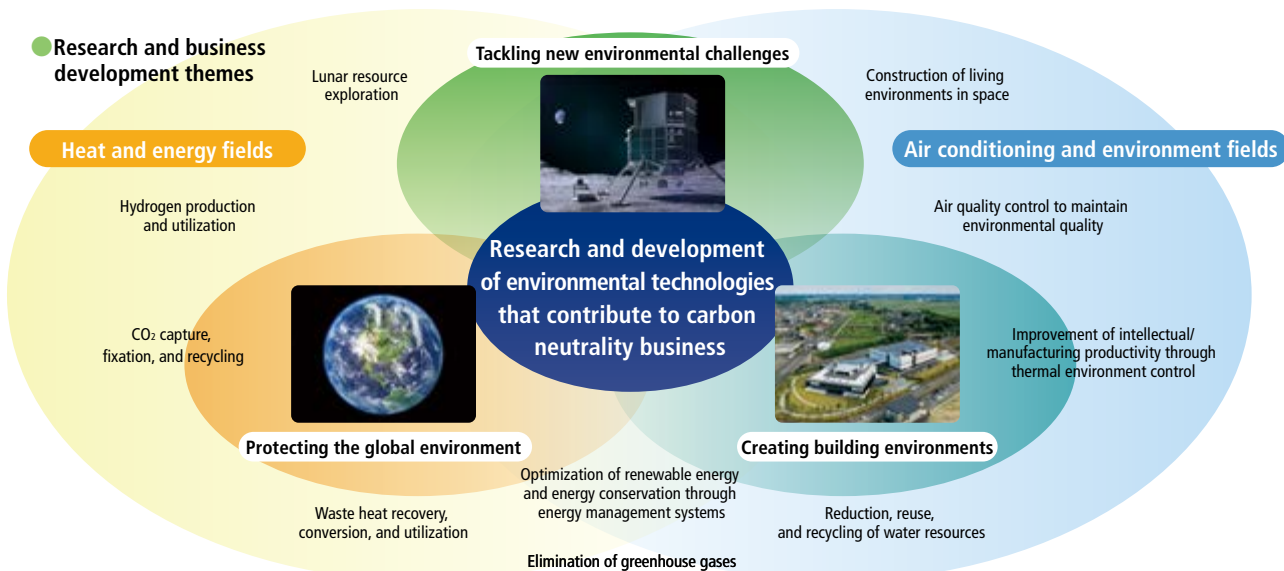 Research and business
development themes
Tackling new environmental challenges
Lunar resource
exploration
Construction of living
environments in space
Heat and energy fields
Air conditioning and environment fields
Hydrogen production
and utilization
Air quality control to maintain
environmental quality
Research and development
of environmental technologies
that contribute to carbon
neutrality business
CO₂ capture,
fixation, and recycling
Improvement of intellectual/
manufacturing productivity through
thermal environment control
Protecting the global environment
Creating building environments
Optimization of renewable energy
and energy conservation through
energy management systems
Waste heat recovery,
conversion, and utilization
Reduction, reuse,
and recycling of water resources
Elimination of greenhouse gases